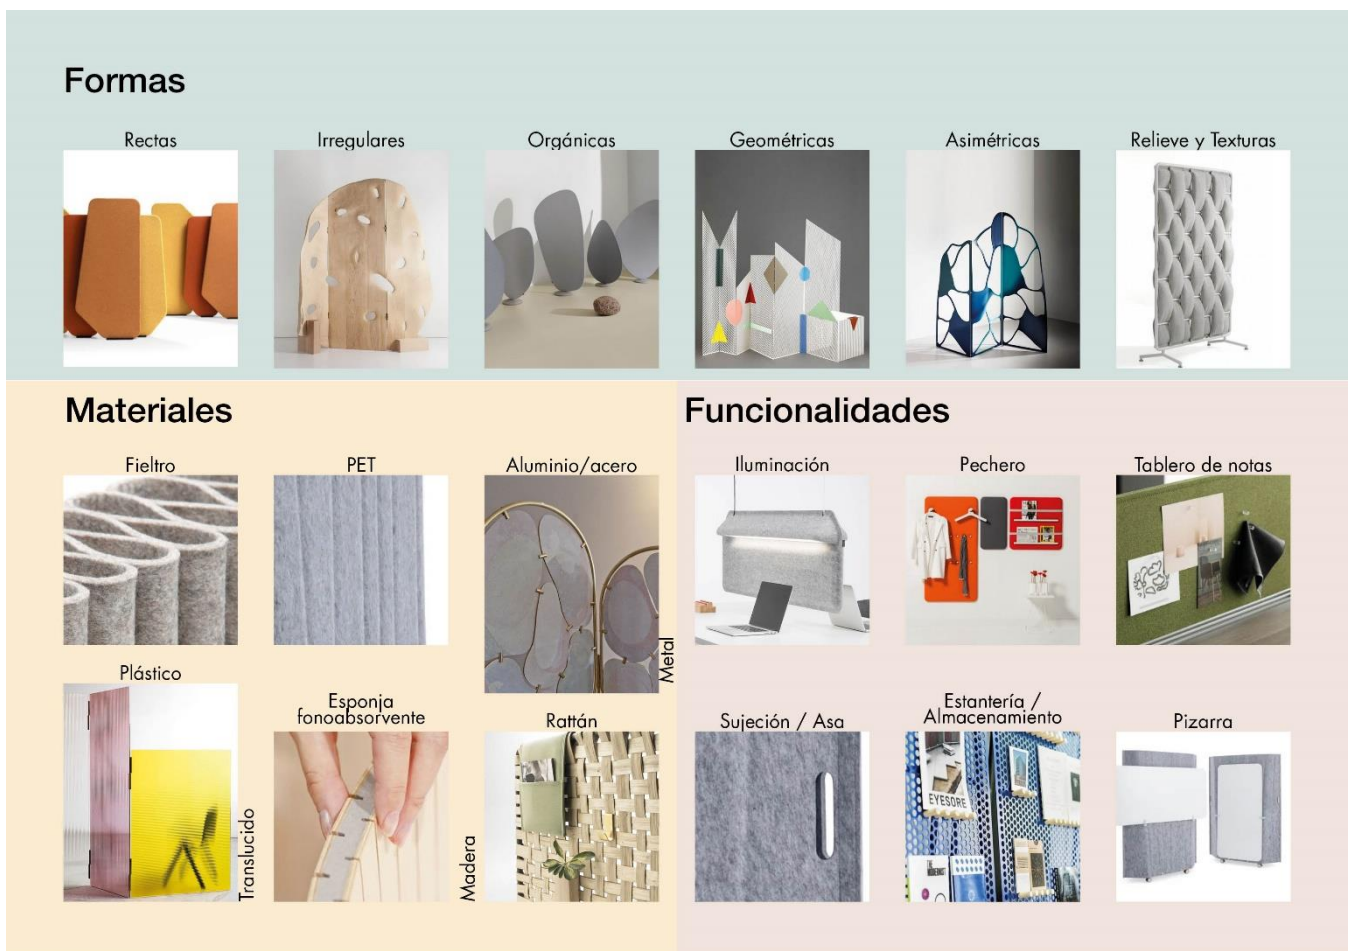 Formas
Rectas
Irregulares
Orgánicas
Geométricas
Asimétricas
Relieve y Texturas
Materiales
Fieltro
PET
Aluminio/acero
Metal
Plástico
Translucido
Esponja
fonoabsorvente
Madera
Rattán
Funcionalidades
Iluminación
Pechero
Tablero de notas
Sujeción / Asa
Estantería /
Almacenamiento
EYESORE
Pizarra